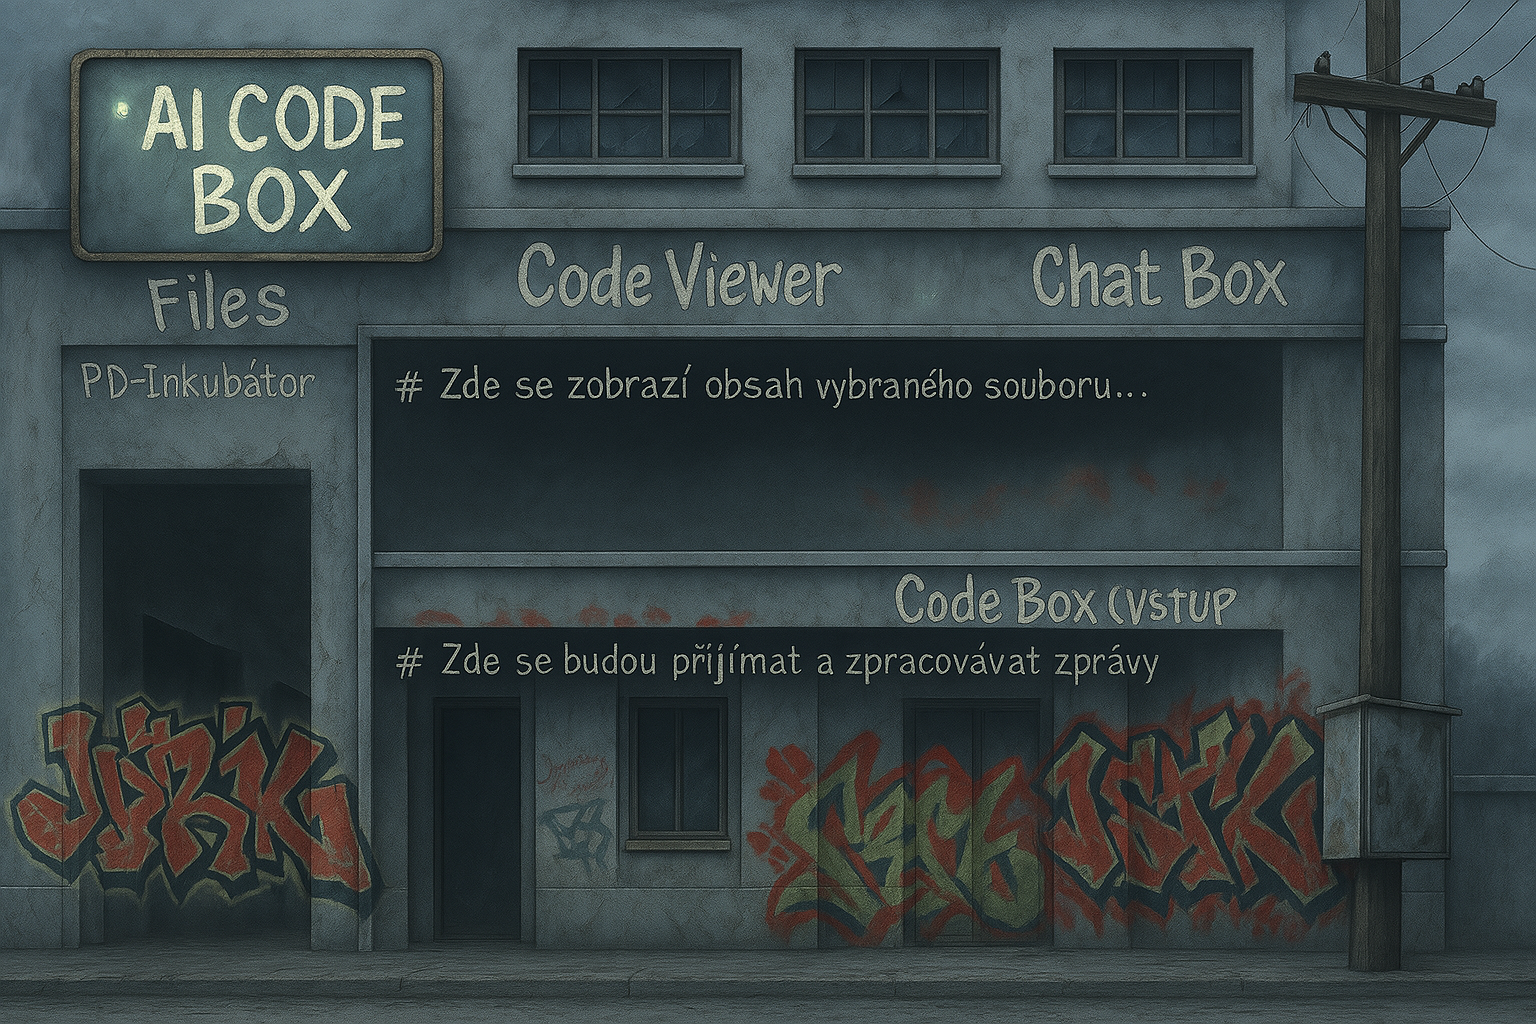 AI CODE
BOX
Files
Code Viewer
Chat Box
PD-Inkubátor
# Zde se zobrazí obsah vybraného souboru...
Code Box (vstup
# Zde se budou přijímat a zpracovávat zprávy